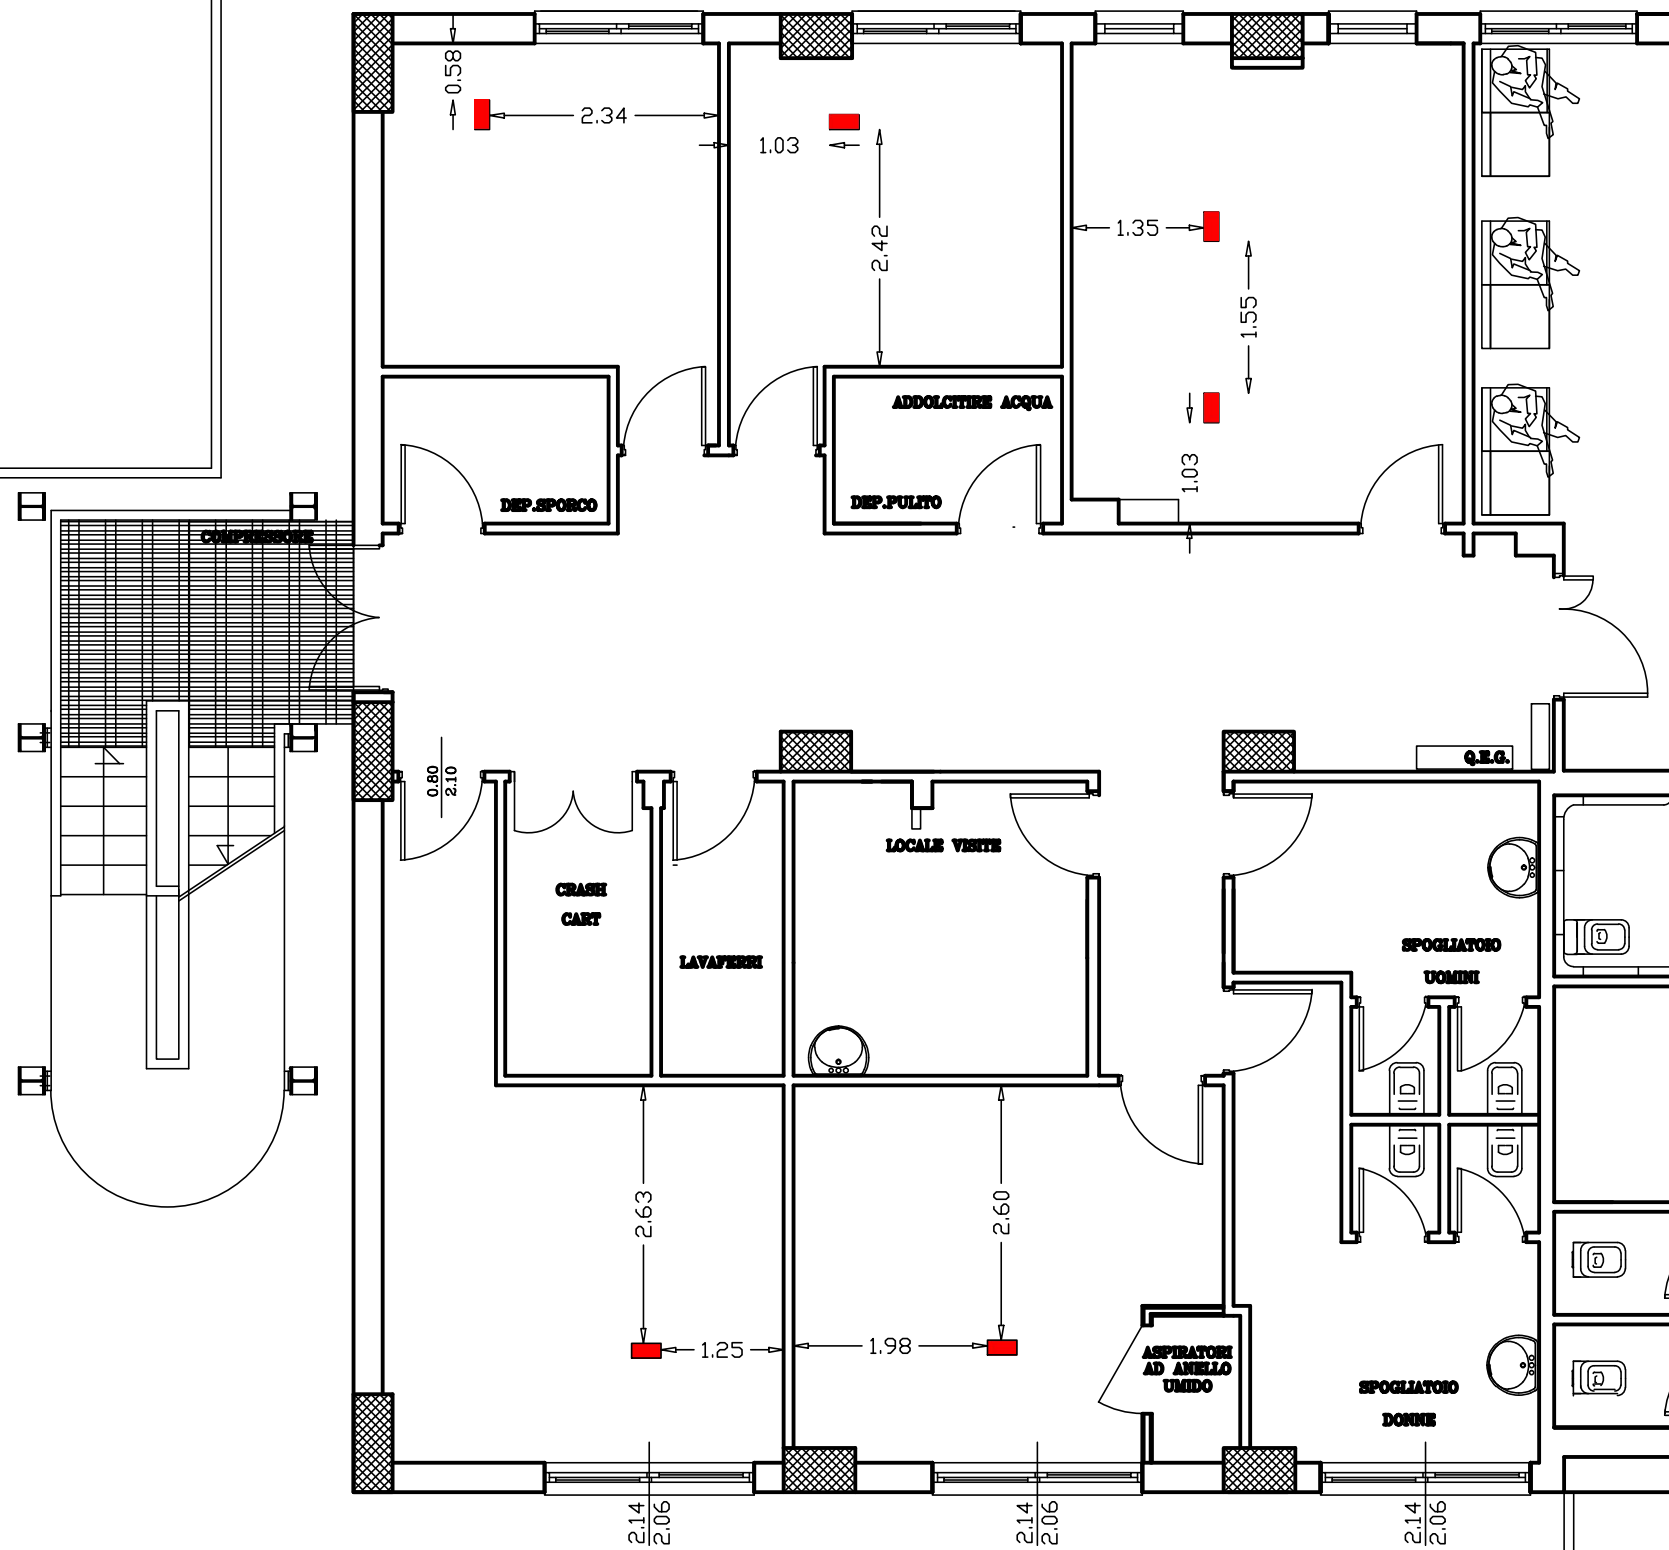 0.58
2.34
1.03
2.42
1.35
1.55
1.03
ADDOLCITIRE ACQUA
DEP.SPORCO
DEP.PULITO
COMPRESSORE
Q.E.G.
0.80
2.10
LOCALE VISITE
CRASH
CART
LAVAFERRI
SPOGLIATOIO
UOMINI
2.63
2.60
1.25
1.98
ASPIRATORI
AD ANELLO
UMIDO
SPOGLIATOIO
DONNE
2.14
2.06
2.14
2.06
2.14
2.06